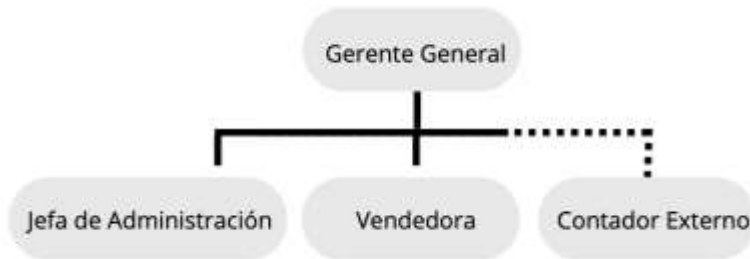 Gerente General
Jefa de Administración
Vendedora
Contador Externo